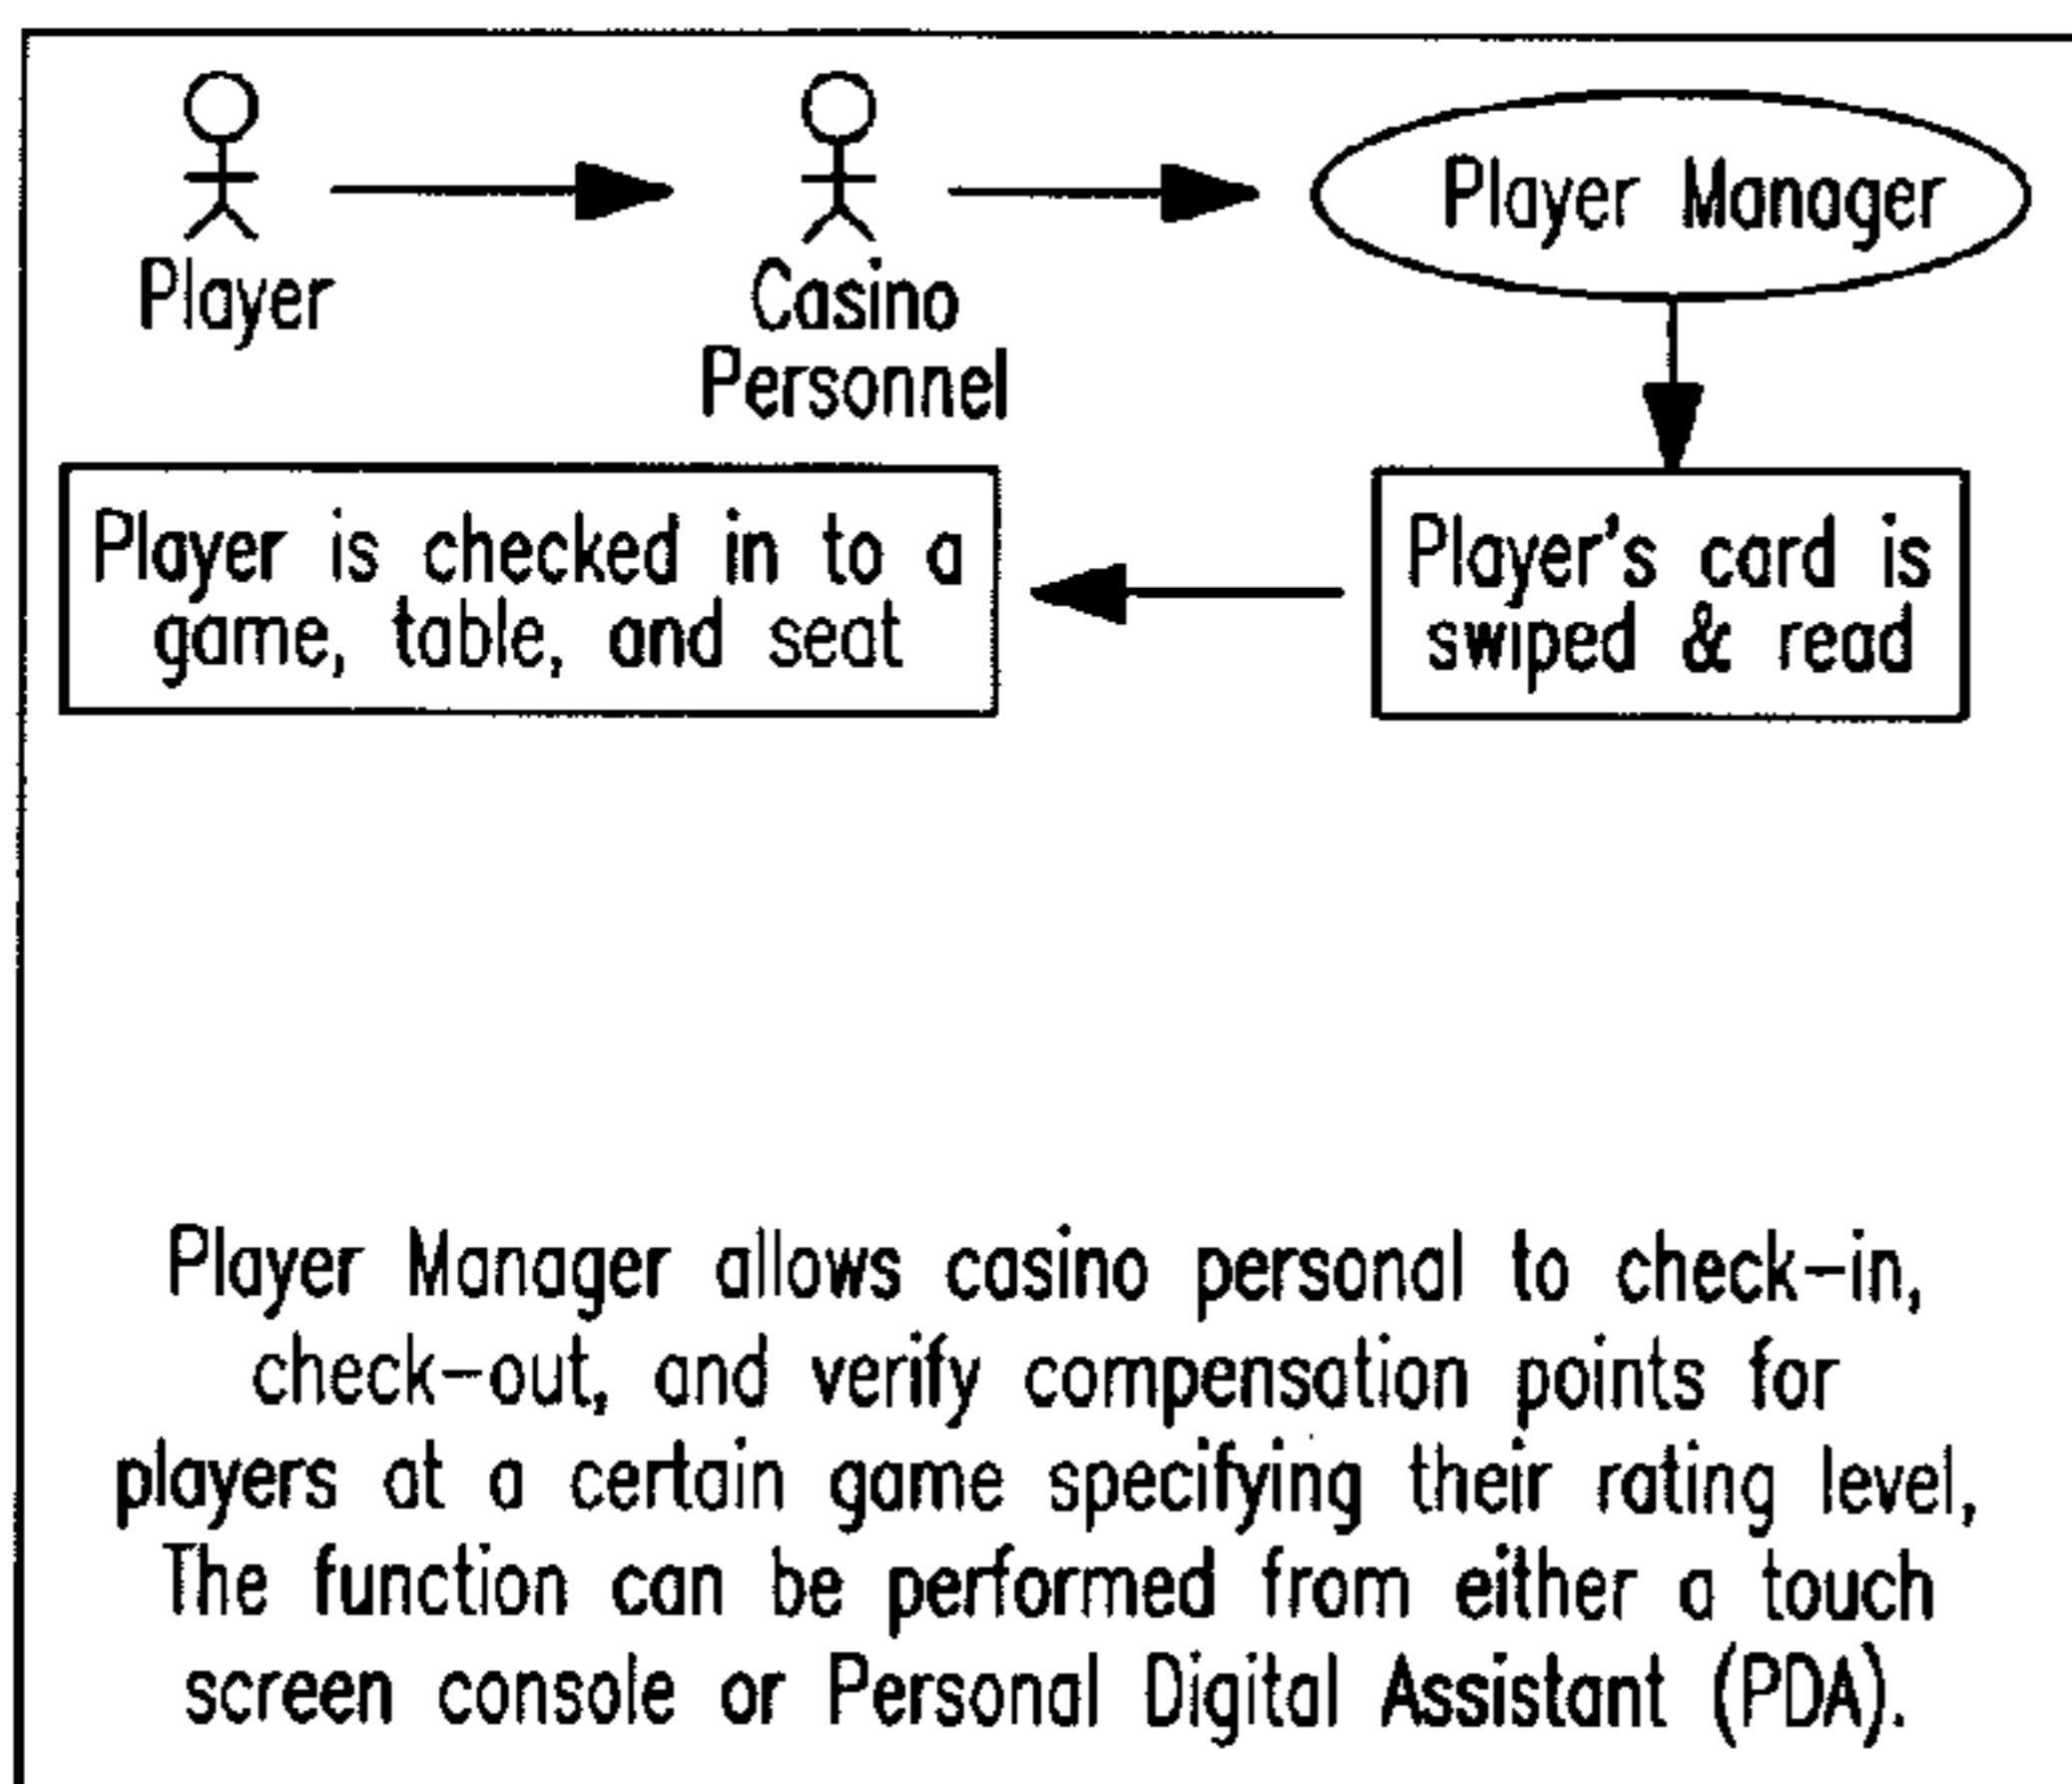 Player
Casino
Personnel
Player Manager
Player's card is
swiped & read
Player is checked in to a
game, table, and seat
Player Manager allows casino personal to check-in,
check-out, and verify compensation points for
players at a certain game specifying their rating level,
The function can be performed from either a touch
screen console or Personal Digital Assistant (PDA).